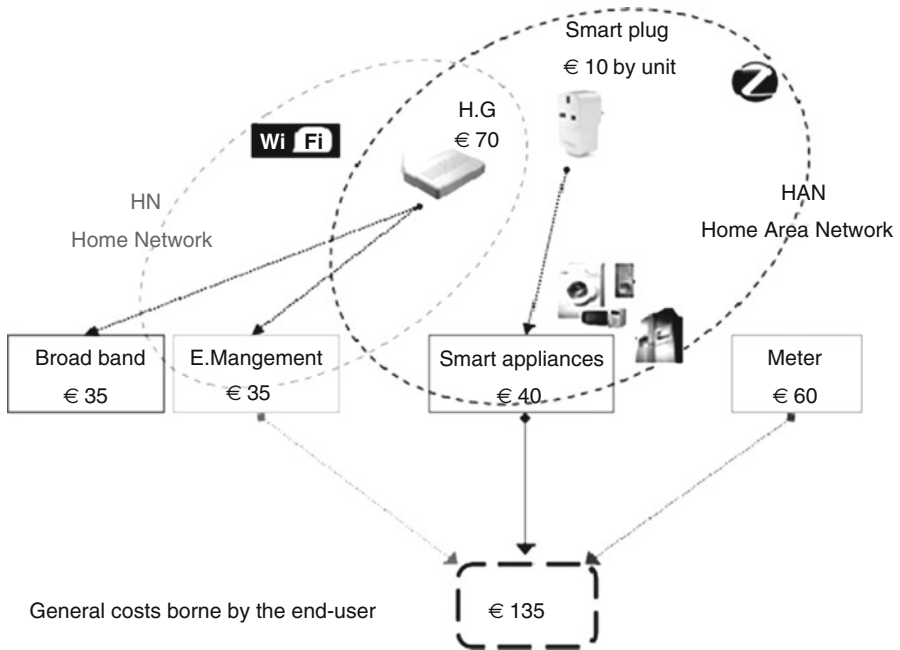 Smart plug
€ 10 by unit
H.G
€ 70
Wi Fi
Z
HN
Home Network
HAN
Home Area Network
Broad band
€ 35
E.Mangement
€ 35
Smart appliances
€ 40
Meter
€ 60
General costs borne by the end-user
€ 135